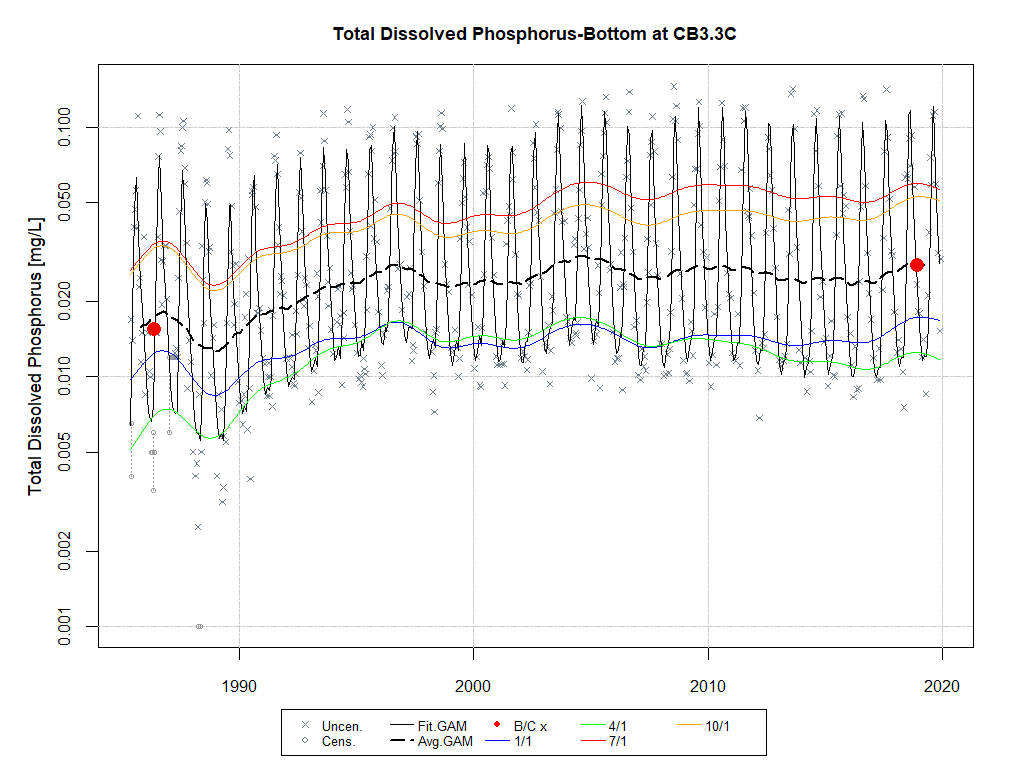 Total Dissolved Phosphorus-Bottom at CB3.3C
Total Dissolved Phosphorus [mg/L]
0.100
0.050
0.020
0.010
0.005
0.002
0.001
1990 2000 2010 2020
Uncen. Fit.GAM B/C x 4/1 10/1
Cens. Avg.GAM 1/1 7/1